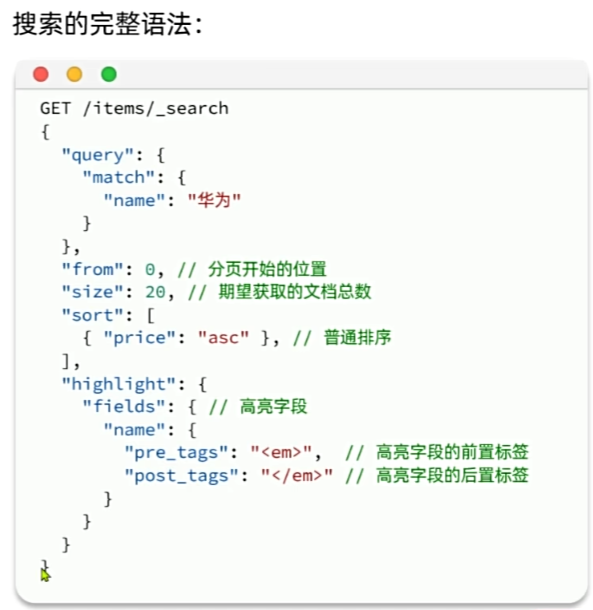 搜索的完整语法：
GET /items/_search
{
  "query": {
    "match": {
      "name": "华为"
    }
  },
  "from": 0, // 分页开始的位置
  "size": 20, // 期望获取的文档总数
  "sort": [
    { "price": "asc" }, // 普通排序
  ],
  "highlight": {
    "fields": { // 高亮字段
      "name": {
        "pre_tags": "<em>",  // 高亮字段的前置标签
        "post_tags": "</em>" // 高亮字段的后置标签
      }
    }
  }
}